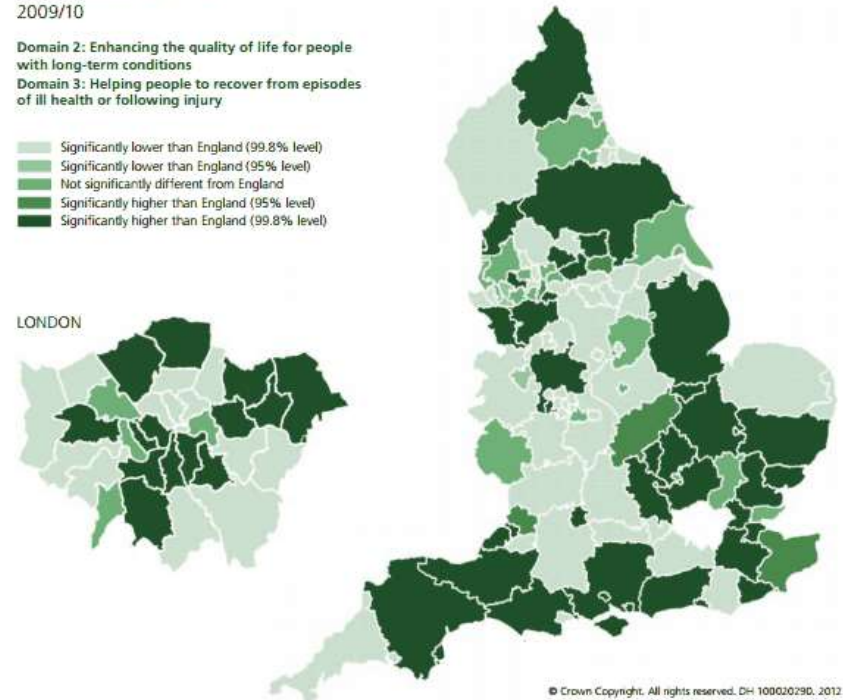 2009/10
Domain 2: Enhancing the quality of life for people
with long-term conditions
Domain 3: Helping people to recover from episodes
of ill health or following injury
Significantly lower than England (99.8% level)
Significantly lower than England (95% level)
Not significantly different from England
Significantly higher than England (95% level)
Significantly higher than England (99.8% level)
LONDON
© Crown Copyright. All rights reserved. DH 100020290. 2012